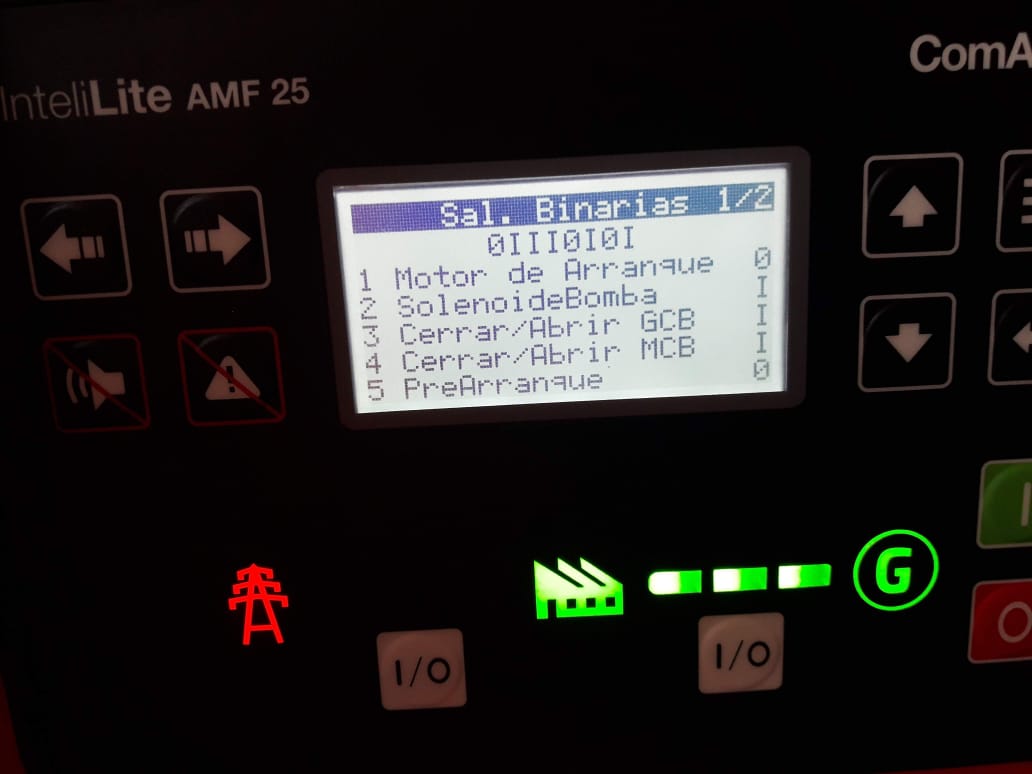 InteliLite AMF 25
ComA
Sal. Binarias 1/2
0III0I0I
1 Motor de Arranque 0
2 SolenoideBomba I
3 Cerrar/Abrir GCB I
4 Cerrar/Abrir MCB I
5 PreArranque 0
G
I
I/O
I/O
O